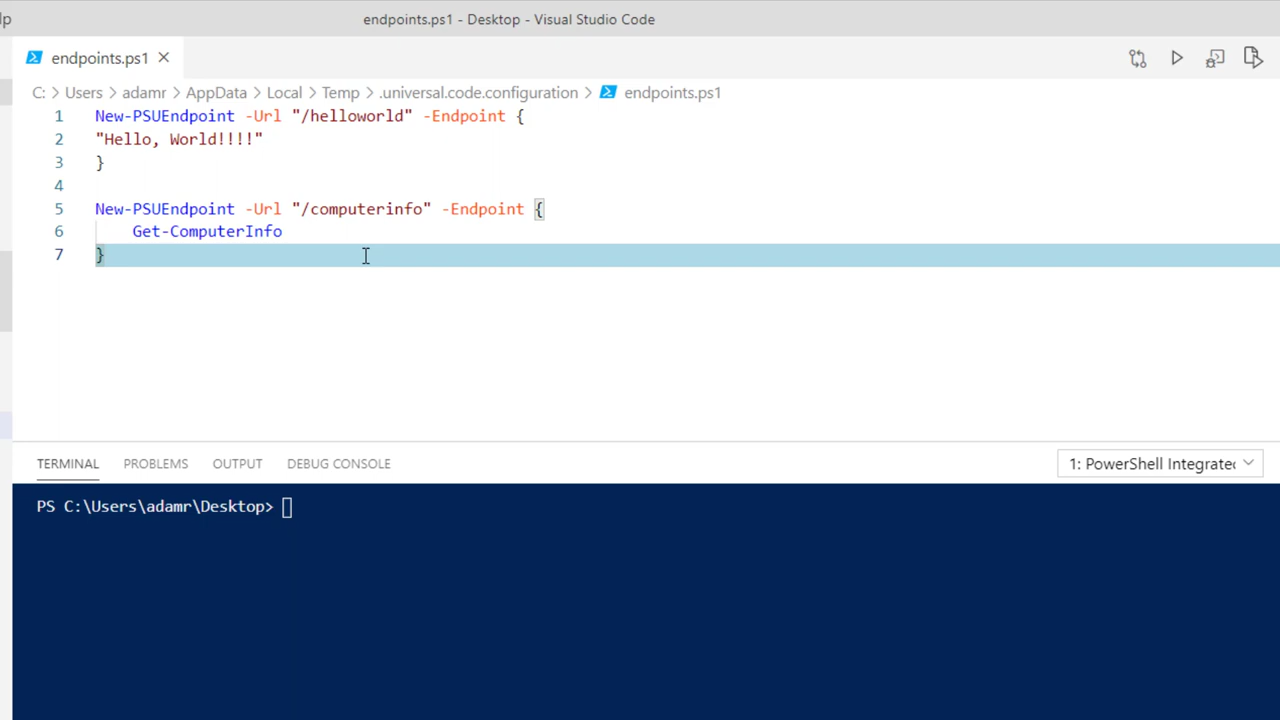 lp
endpoints.ps1 - Desktop - Visual Studio Code
endpoints.ps1
C: > Users > adamr > AppData > Local > Temp > .universal.code.configuration > endpoints.ps1
1 New-PSUEndpoint -Url "/helloworld" -Endpoint {
2 "Hello, World!!!!"
3 }
4
5 New-PSUEndpoint -Url "/computerinfo" -Endpoint {
6 Get-ComputerInfo
7 }
TERMINAL PROBLEMS OUTPUT DEBUG CONSOLE 1: PowerShell Integrated
PS C:\Users\adamr\Desktop>